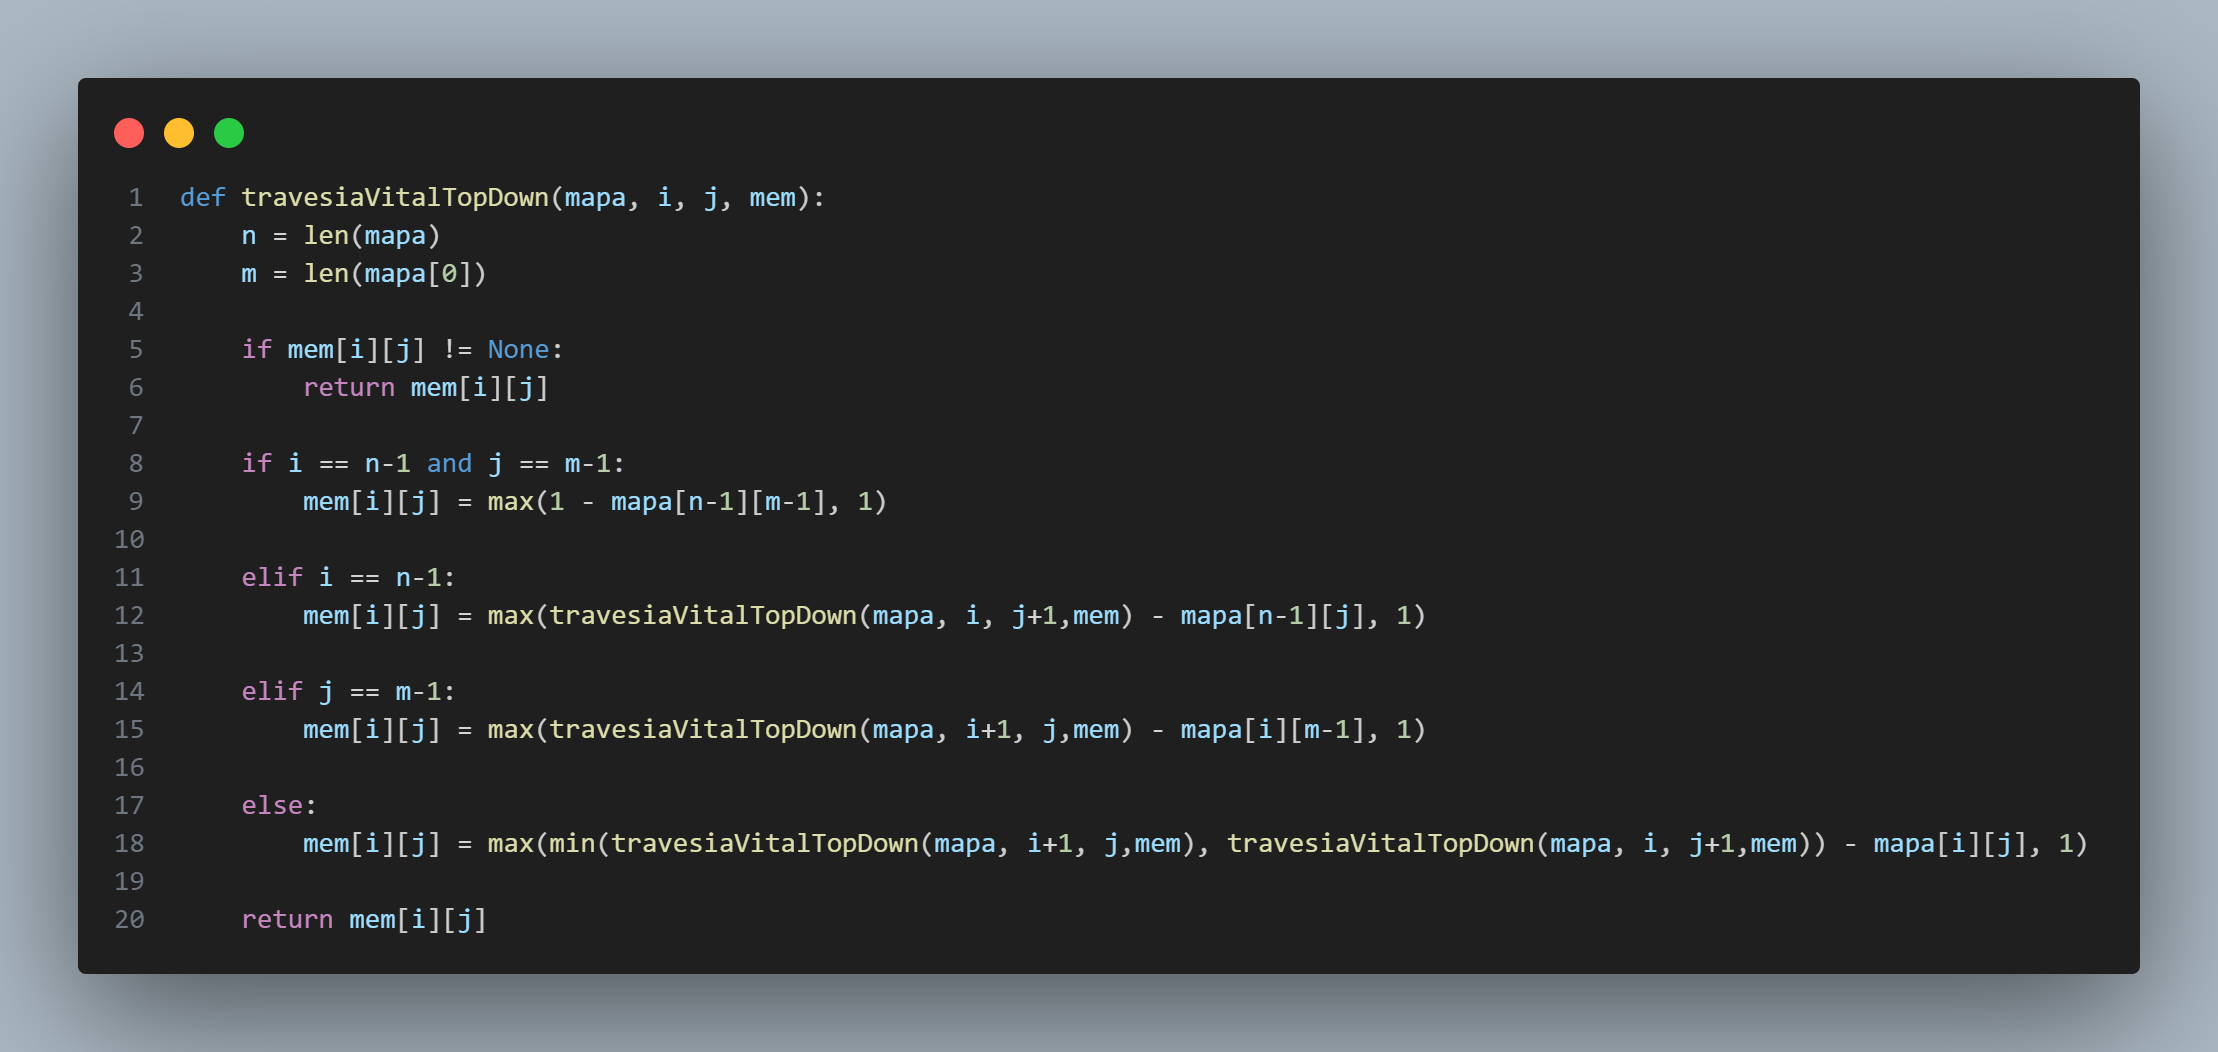 1 def travesiaVitalTopDown(mapa, i, j, mem):
2     n = len(mapa)
3     m = len(mapa[0])
4
5     if mem[i][j] != None:
6         return mem[i][j]
7
8     if i == n-1 and j == m-1:
9         mem[i][j] = max(1 - mapa[n-1][m-1], 1)
10
11     elif i == n-1:
12         mem[i][j] = max(travesiaVitalTopDown(mapa, i, j+1,mem) - mapa[n-1][j], 1)
13
14     elif j == m-1:
15         mem[i][j] = max(travesiaVitalTopDown(mapa, i+1, j,mem) - mapa[i][m-1], 1)
16
17     else:
18         mem[i][j] = max(min(travesiaVitalTopDown(mapa, i+1, j,mem), travesiaVitalTopDown(mapa, i, j+1,mem)) - mapa[i][j], 1)
19
20     return mem[i][j]